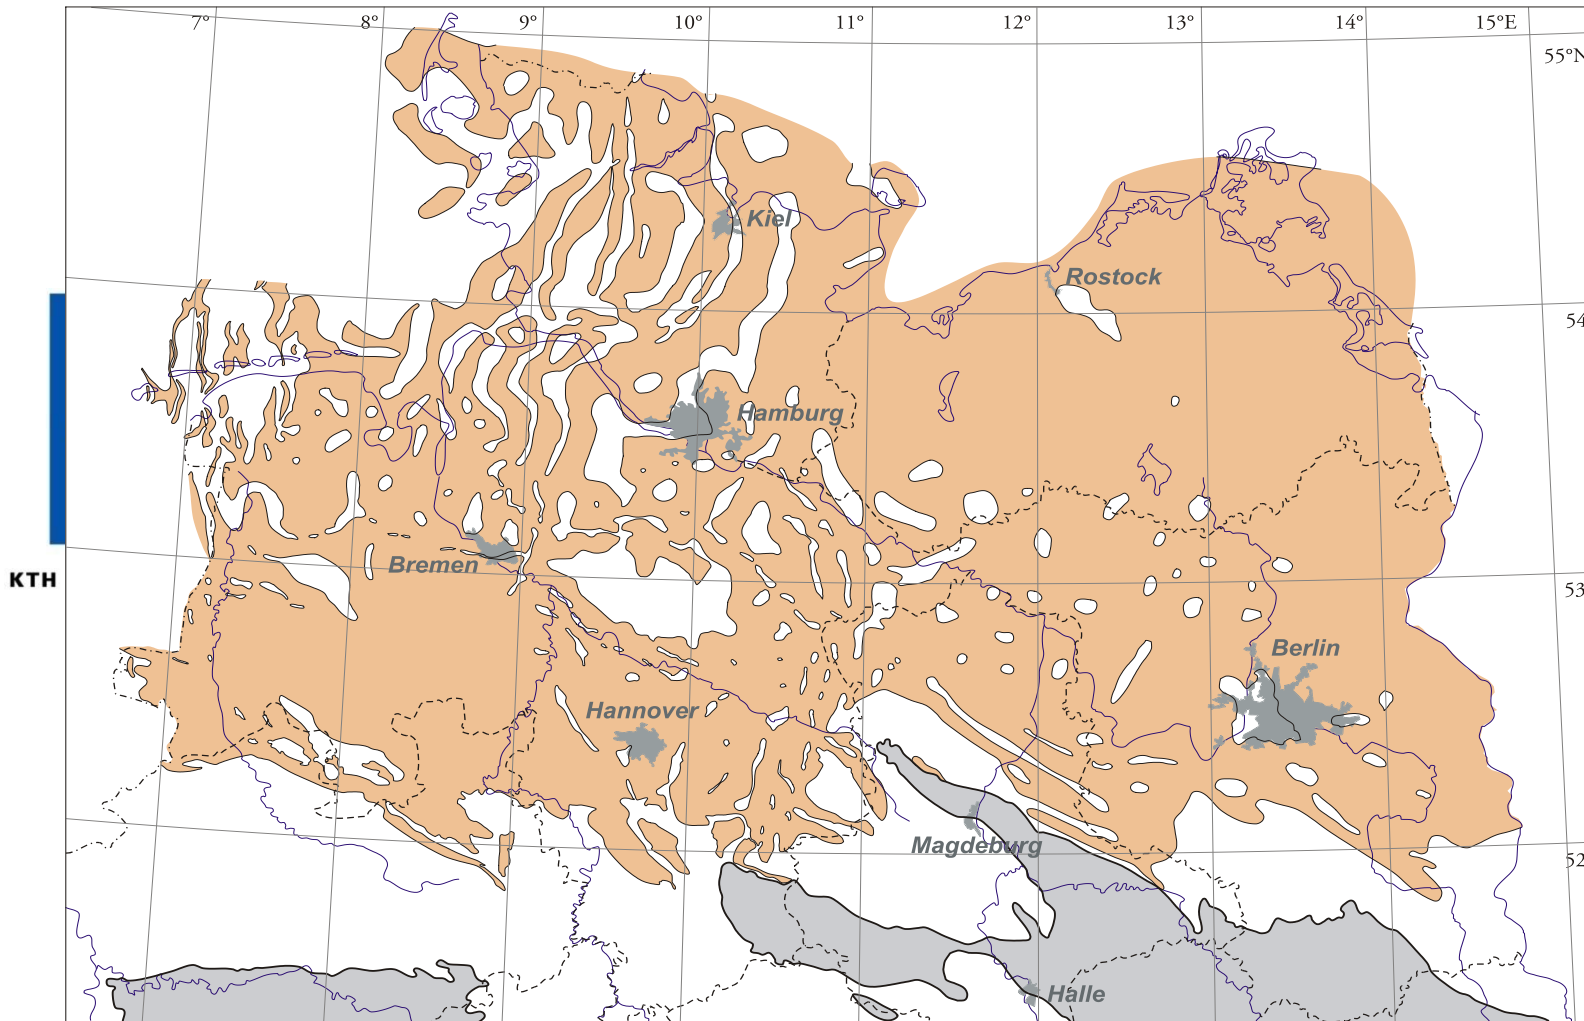 7° 8° 9° 10° 11° 12° 13° 14° 15°E
55°N
Kiel
Rostock
54
Hamburg
Bremen
KTH
53
Berlin
Hannover
Magdeburg
52
Halle